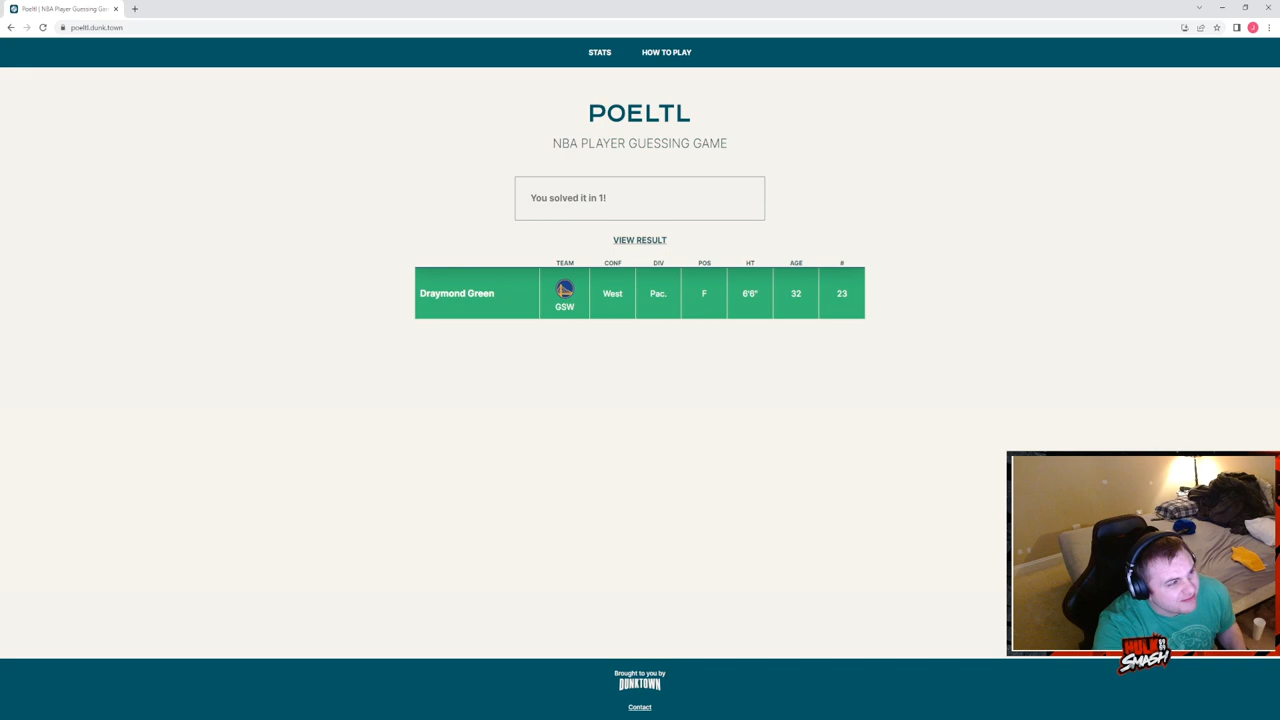 Poeltl | NBA Player Guessing Ga
poeltl.dunk.town
J
STATS
HOW TO PLAY
POELTL
NBA PLAYER GUESSING GAME
You solved it in 1!
VIEW RESULT
TEAM CONF DIV POS HT AGE #
Draymond Green GSW West Pac. F 6'6" 32 23
Brought to you by
DUNKTOWN
Contact
HULK
SMASH